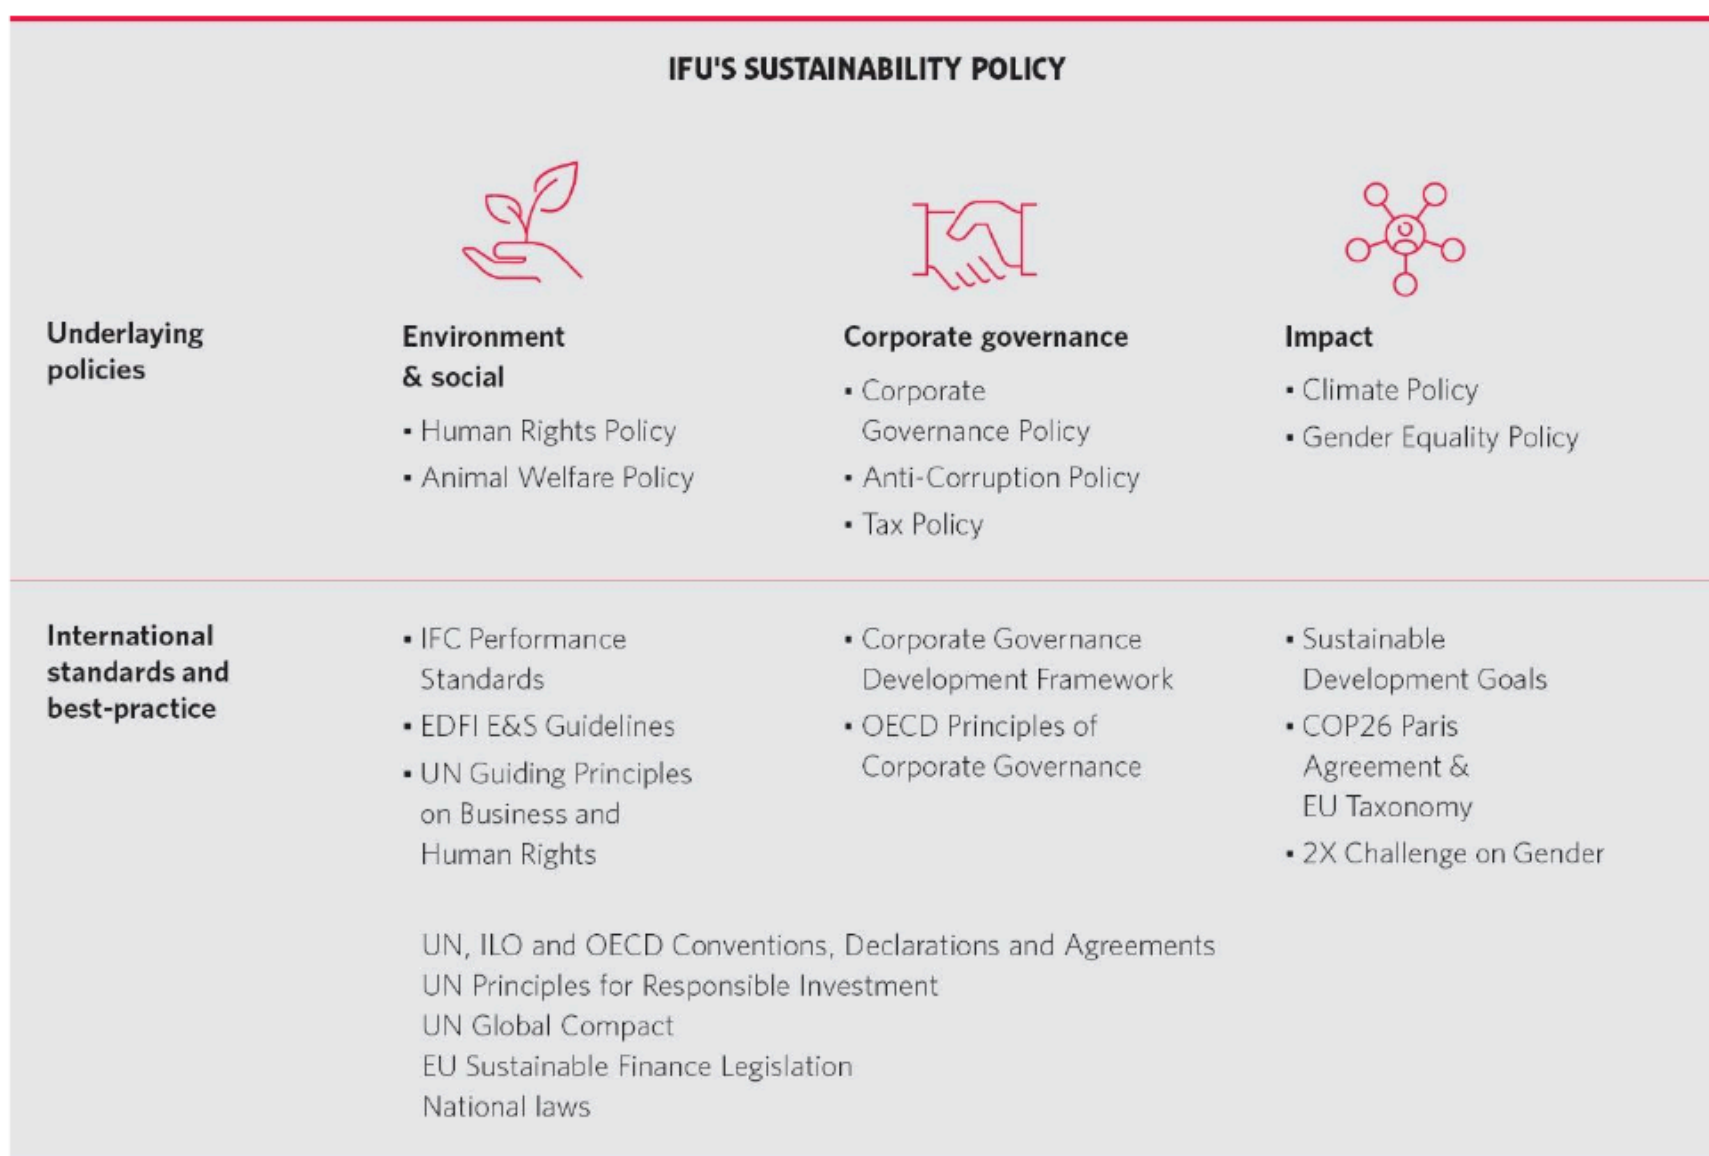 IFU'S SUSTAINABILITY POLICY
Underlaying
policies
Environment
& social
▪ Human Rights Policy
▪ Animal Welfare Policy
Corporate governance
▪ Corporate
Governance Policy
▪ Anti-Corruption Policy
▪ Tax Policy
Impact
▪ Climate Policy
▪ Gender Equality Policy
International
standards and
best-practice
▪ IFC Performance
Standards
▪ EDFI E&S Guidelines
▪ UN Guiding Principles
on Business and
Human Rights
▪ Corporate Governance
Development Framework
▪ OECD Principles of
Corporate Governance
▪ Sustainable
Development Goals
▪ COP26 Paris
Agreement &
EU Taxonomy
▪ 2X Challenge on Gender
UN, ILO and OECD Conventions, Declarations and Agreements
UN Principles for Responsible Investment
UN Global Compact
EU Sustainable Finance Legislation
National laws